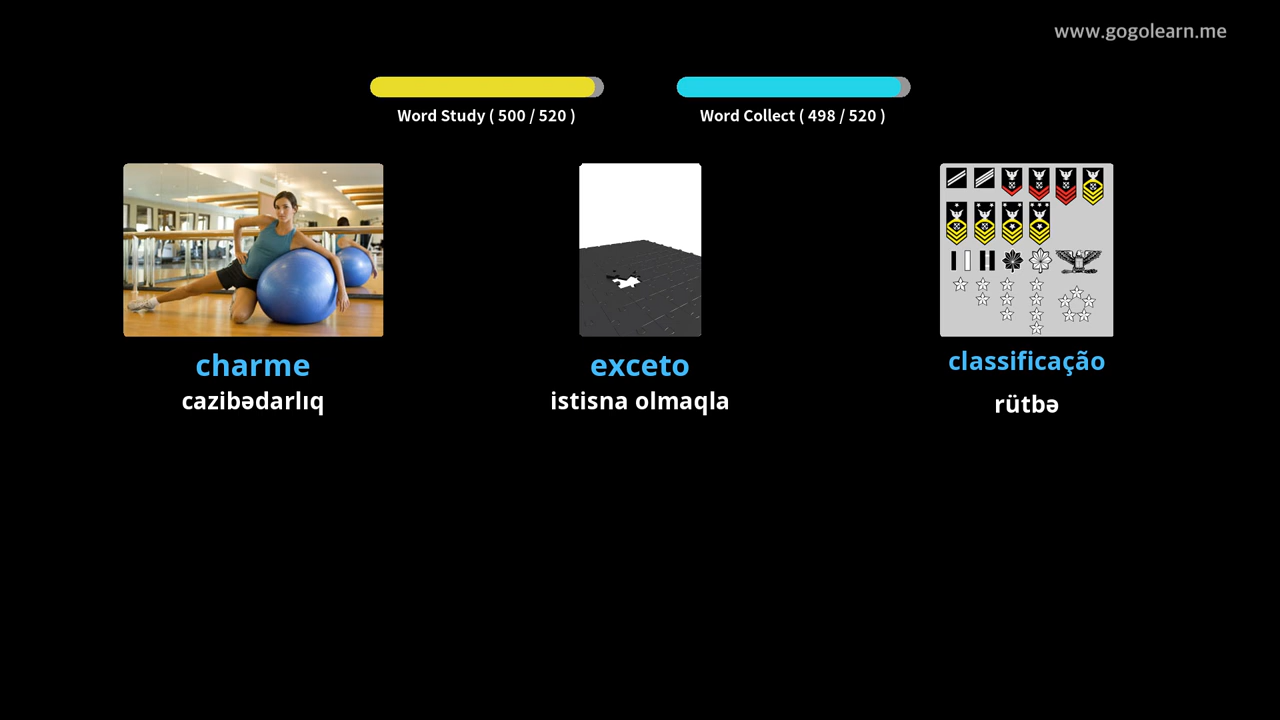 www.gogolearn.me
Word Study ( 500 / 520 )
Word Collect ( 498 / 520 )
charme
exceto
classificação
cazibədarlıq
istisna olmaqla
rütbə